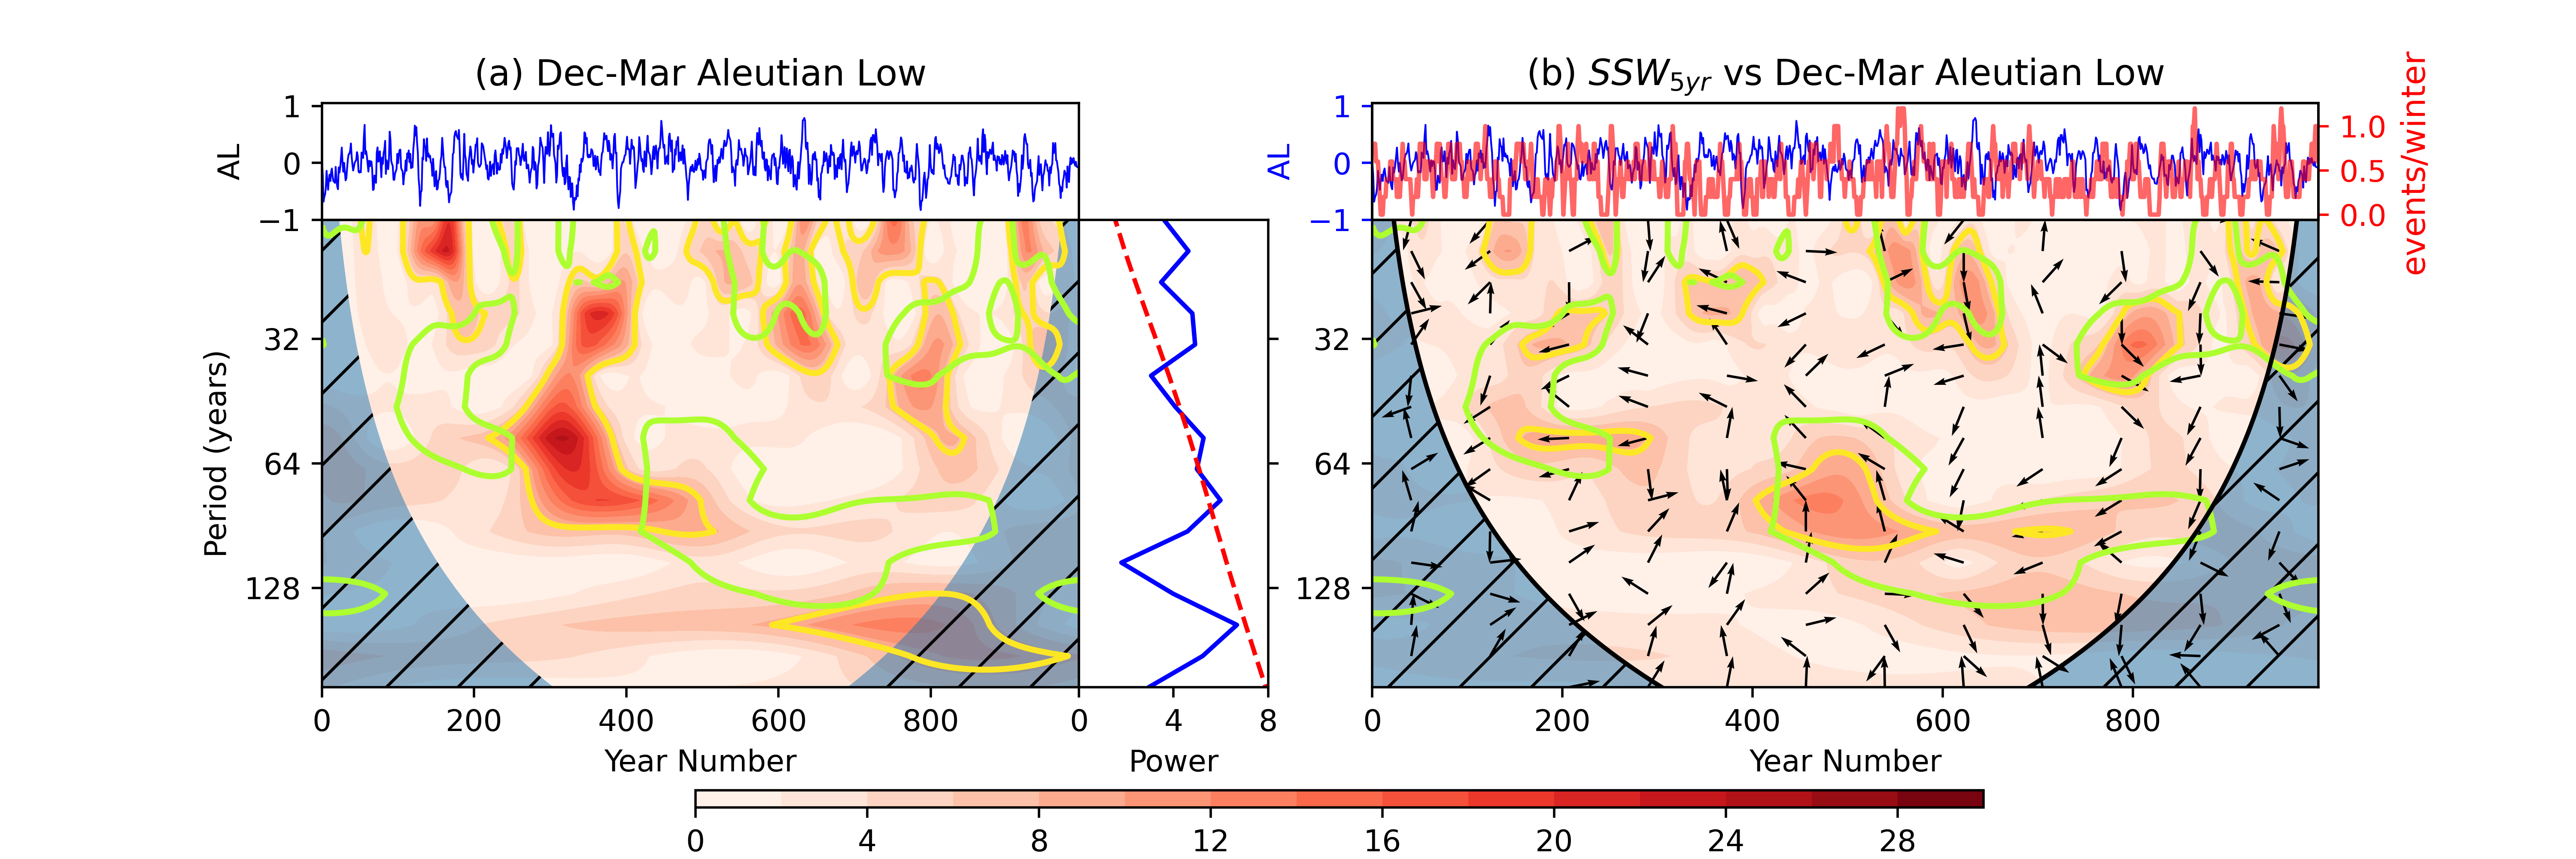 (a) Dec-Mar Aleutian Low
AL
1
0
−1
Period (years)
32
64
128
0 200 400 600 800
Year Number
0 4 8
Power
(b) SSW5yr vs Dec-Mar Aleutian Low
AL
1
0
−1
1.0
0.5
0.0
events/winter
32
64
128
0 200 400 600 800
Year Number
0 4 8 12 16 20 24 28